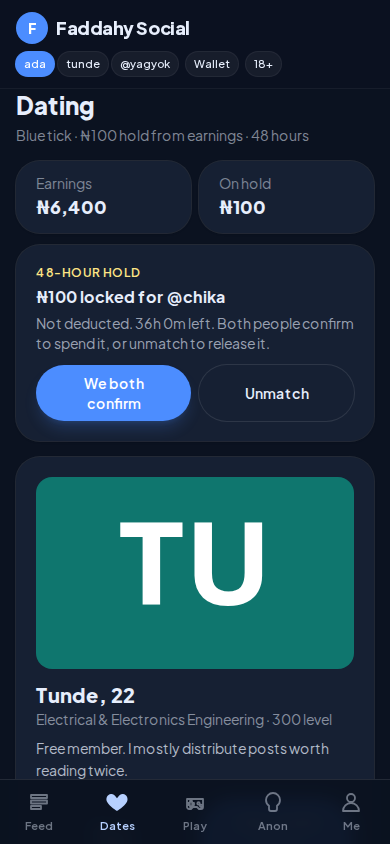 F Faddahy Social
ada tunde @yagyok Wallet 18+
Dating
Blue tick · ₦100 hold from earnings · 48 hours
Earnings
₦6,400
On hold
₦100
48-HOUR HOLD
₦100 locked for @chika
Not deducted. 36h 0m left. Both people confirm
to spend it, or unmatch to release it.
We both
confirm
Unmatch
TU
Tunde, 22
Electrical & Electronics Engineering · 300 level
Free member. I mostly distribute posts worth
reading twice.
Feed Dates Play Anon Me